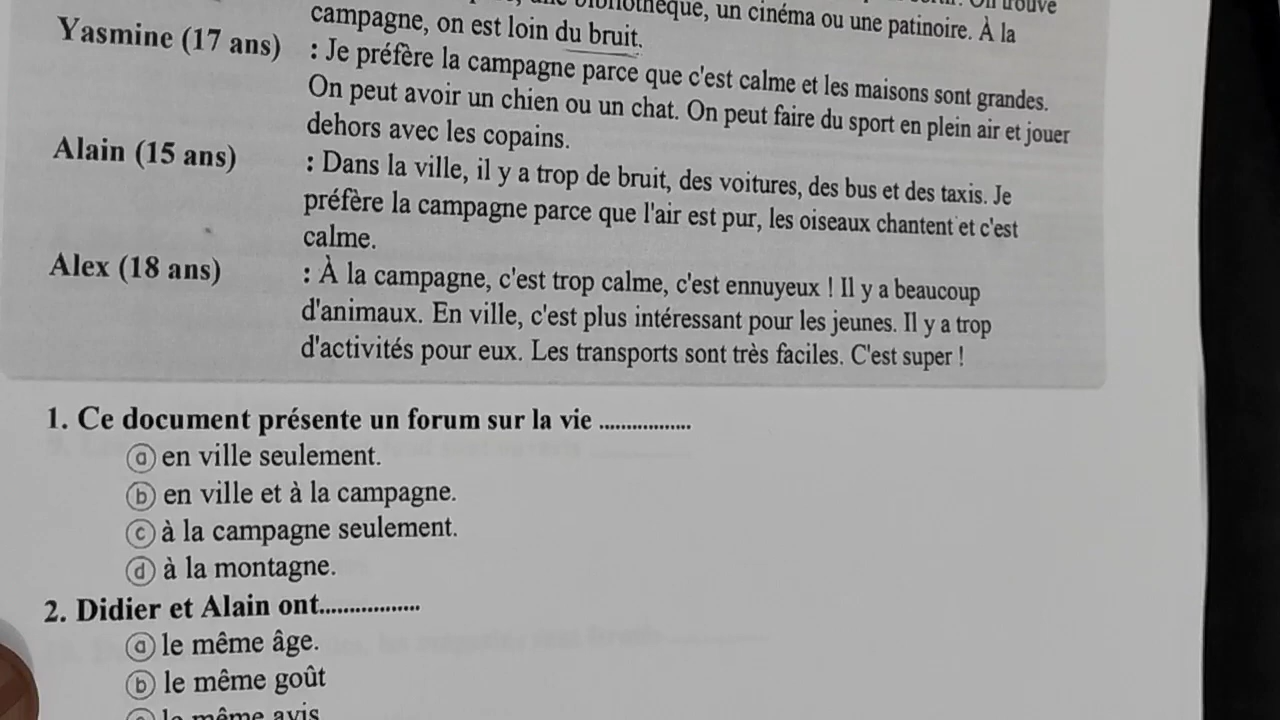 bibliothèque, un cinéma ou une patinoire. À la
campagne, on est loin du bruit.
Yasmine (17 ans) : Je préfère la campagne parce que c'est calme et les maisons sont grandes.
On peut avoir un chien ou un chat. On peut faire du sport en plein air et jouer
dehors avec les copains.
Alain (15 ans) : Dans la ville, il y a trop de bruit, des voitures, des bus et des taxis. Je
préfère la campagne parce que l'air est pur, les oiseaux chantent et c'est
calme.
Alex (18 ans) : À la campagne, c'est trop calme, c'est ennuyeux ! Il y a beaucoup
d'animaux. En ville, c'est plus intéressant pour les jeunes. Il y a trop
d'activités pour eux. Les transports sont très faciles. C'est super !
1. Ce document présente un forum sur la vie .................
a en ville seulement.
b en ville et à la campagne.
c à la campagne seulement.
d à la montagne.
2. Didier et Alain ont.................
a le même âge.
b le même goût
le même avis